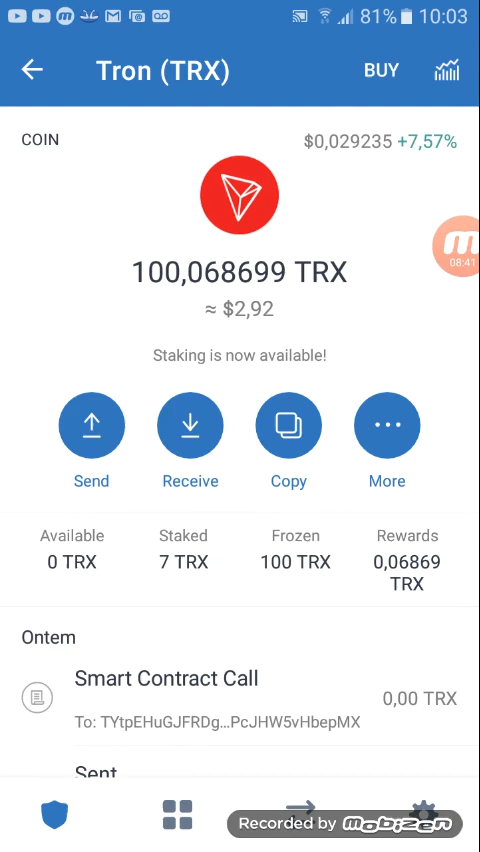 81% 10:03
Tron (TRX)
BUY
COIN
$0,029235 +7,57%
08:41
100,068699 TRX
≈ $2,92
Staking is now available!
Send Receive Copy More
Available Staked Frozen Rewards
0 TRX 7 TRX 100 TRX 0,06869
TRX
Ontem
Smart Contract Call
0,00 TRX
To: TYtpEHuGJFRDg...PcJHW5vHbepMX
Sent
Recorded by mobizen